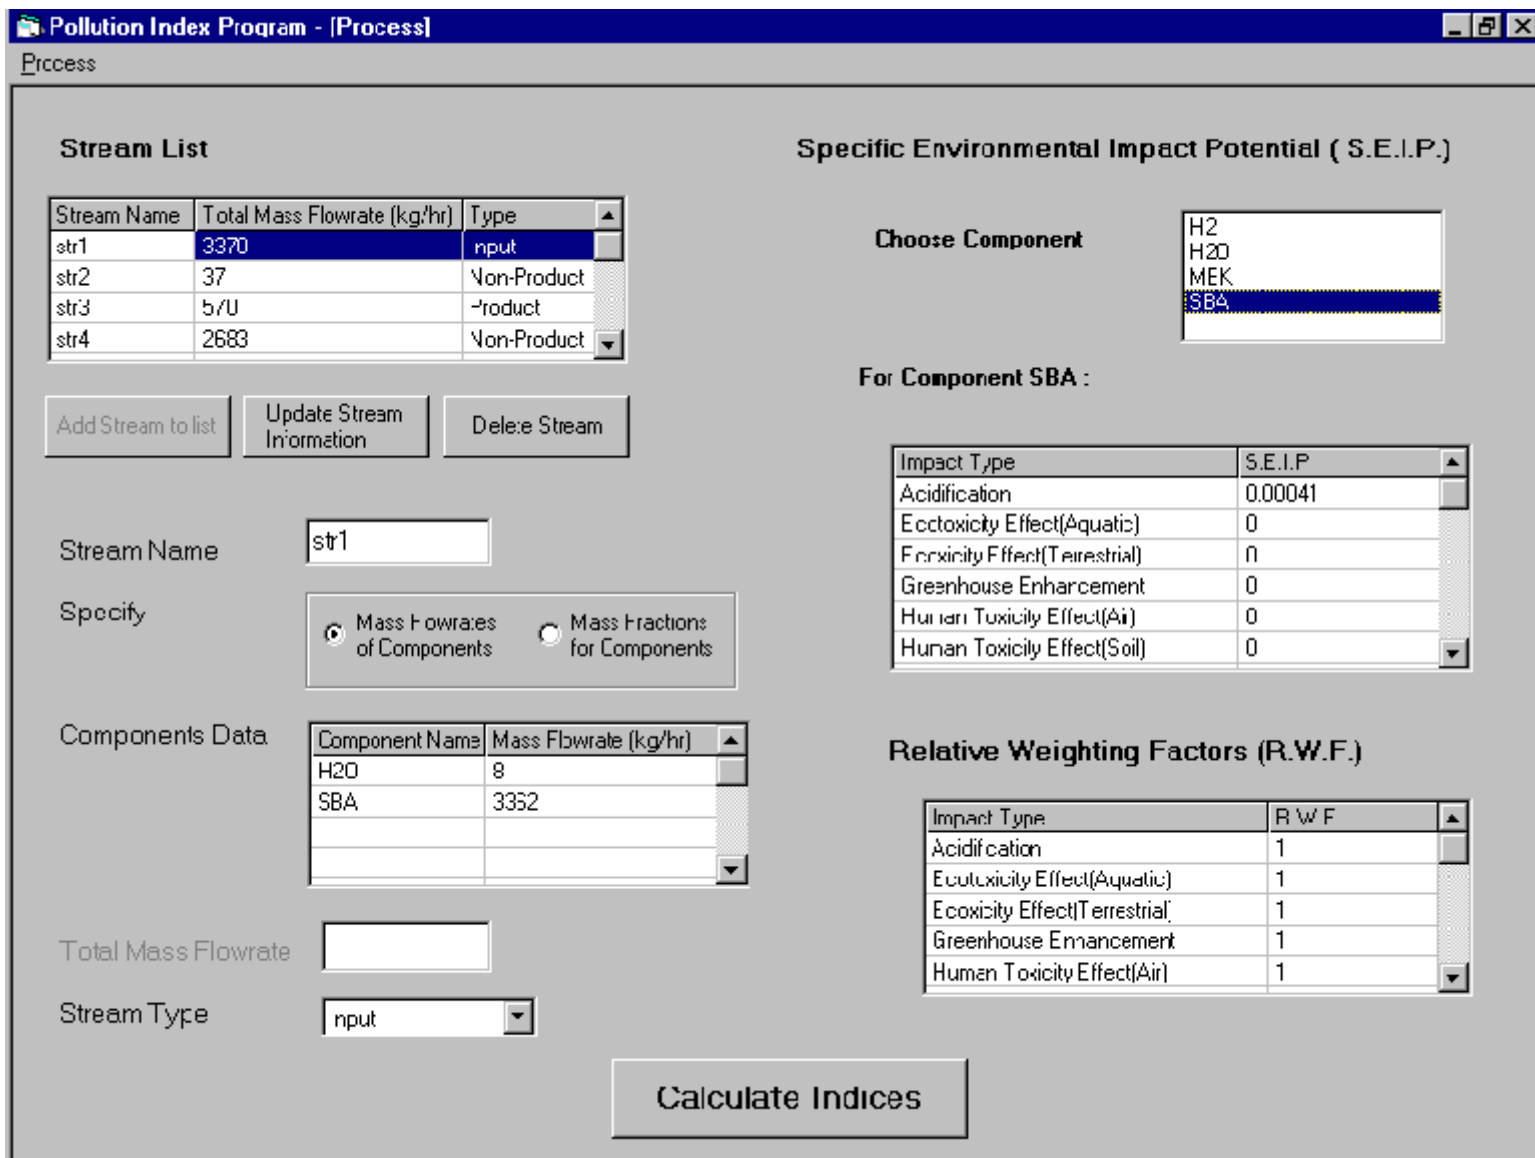 Pollution Index Program - [Process]
Process
Stream List
Stream Name Total Mass Flowrate (kg/hr) Type
str1 3370 Input
str2 37 Non-Product
str3 570 Product
str4 2683 Non-Product
Add Stream to list
Update Stream
Information
Delete Stream
Stream Name str1
Specify
Mass Flowrates
of Components
Mass Fractions
for Components
Components Data
Component Name Mass Flowrate (kg/hr)
H2O 8
SBA 3362
Total Mass Flowrate
Stream Type Input
Specific Environmental Impact Potential ( S.E.I.P.)
Choose Component
H2
H2O
MEK
SBA
For Component SBA :
Impact Type S.E.I.P
Acidification 0.00041
Ecotoxicity Effect(Aquatic) 0
Ecoxicity Effect(Terrestrial) 0
Greenhouse Enhancement 0
Human Toxicity Effect(Air) 0
Human Toxicity Effect(Soil) 0
Relative Weighting Factors (R.W.F.)
Impact Type R.W.F
Acidification 1
Ecotoxicity Effect(Aquatic) 1
Ecoxicity Effect(Terrestrial) 1
Greenhouse Enhancement 1
Human Toxicity Effect(Air) 1
Calculate Indices